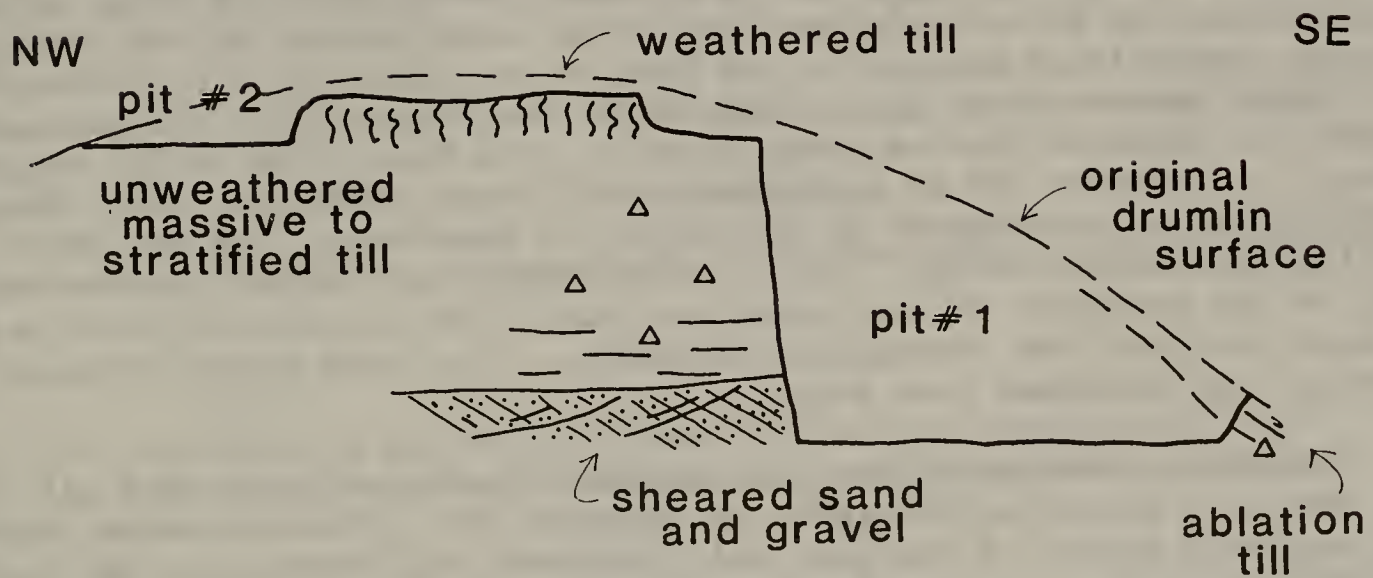 NW
SE
weathered till
pit #2
unweathered
massive to
stratified till
original
drumlin
surface
pit #1
sheared sand
and gravel
ablation
till